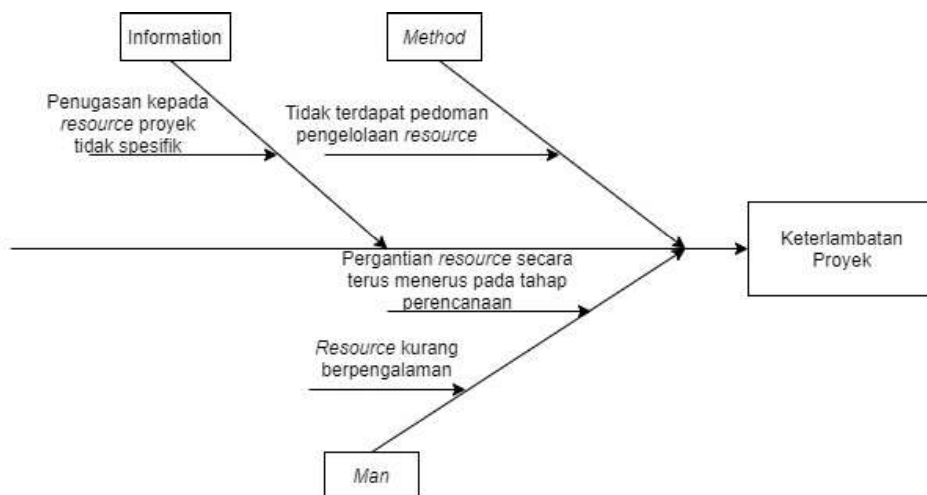 Information
Method
Penugasan kepada
resource proyek
tidak spesifik
Tidak terdapat pedoman
pengelolaan resource
Keterlambatan
Proyek
Pergantian resource secara
terus menerus pada tahap
perencanaan
Resource kurang
berpengalaman
Man